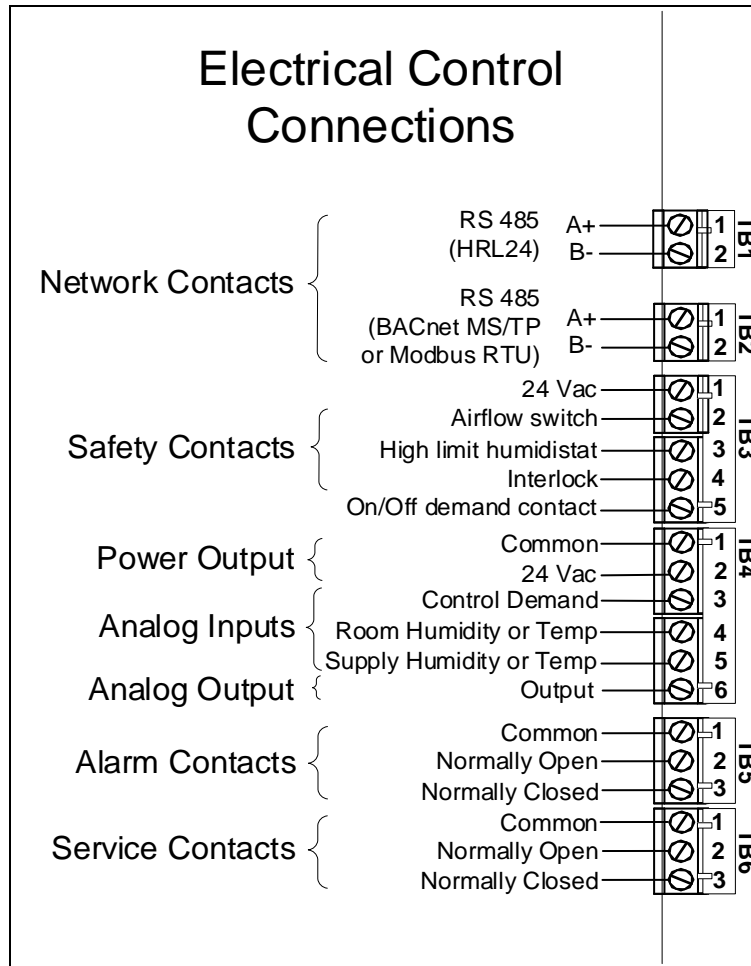 Electrical Control
Connections
Network Contacts
RS 485
(HRL24)
A+
B-
1
2
TB1
RS 485
(BACnet MS/TP
or Modbus RTU)
A+
B-
1
2
TB2
Safety Contacts
24 Vac
Airflow switch
High limit humidistat
Interlock
On/Off demand contact
1
2
3
4
5
TB3
Power Output
Analog Inputs
Analog Output
Common
24 Vac
Control Demand
Room Humidity or Temp
Supply Humidity or Temp
Output
1
2
3
4
5
6
TB4
Alarm Contacts
Common
Normally Open
Normally Closed
1
2
3
TB5
Service Contacts
Common
Normally Open
Normally Closed
1
2
3
TB6